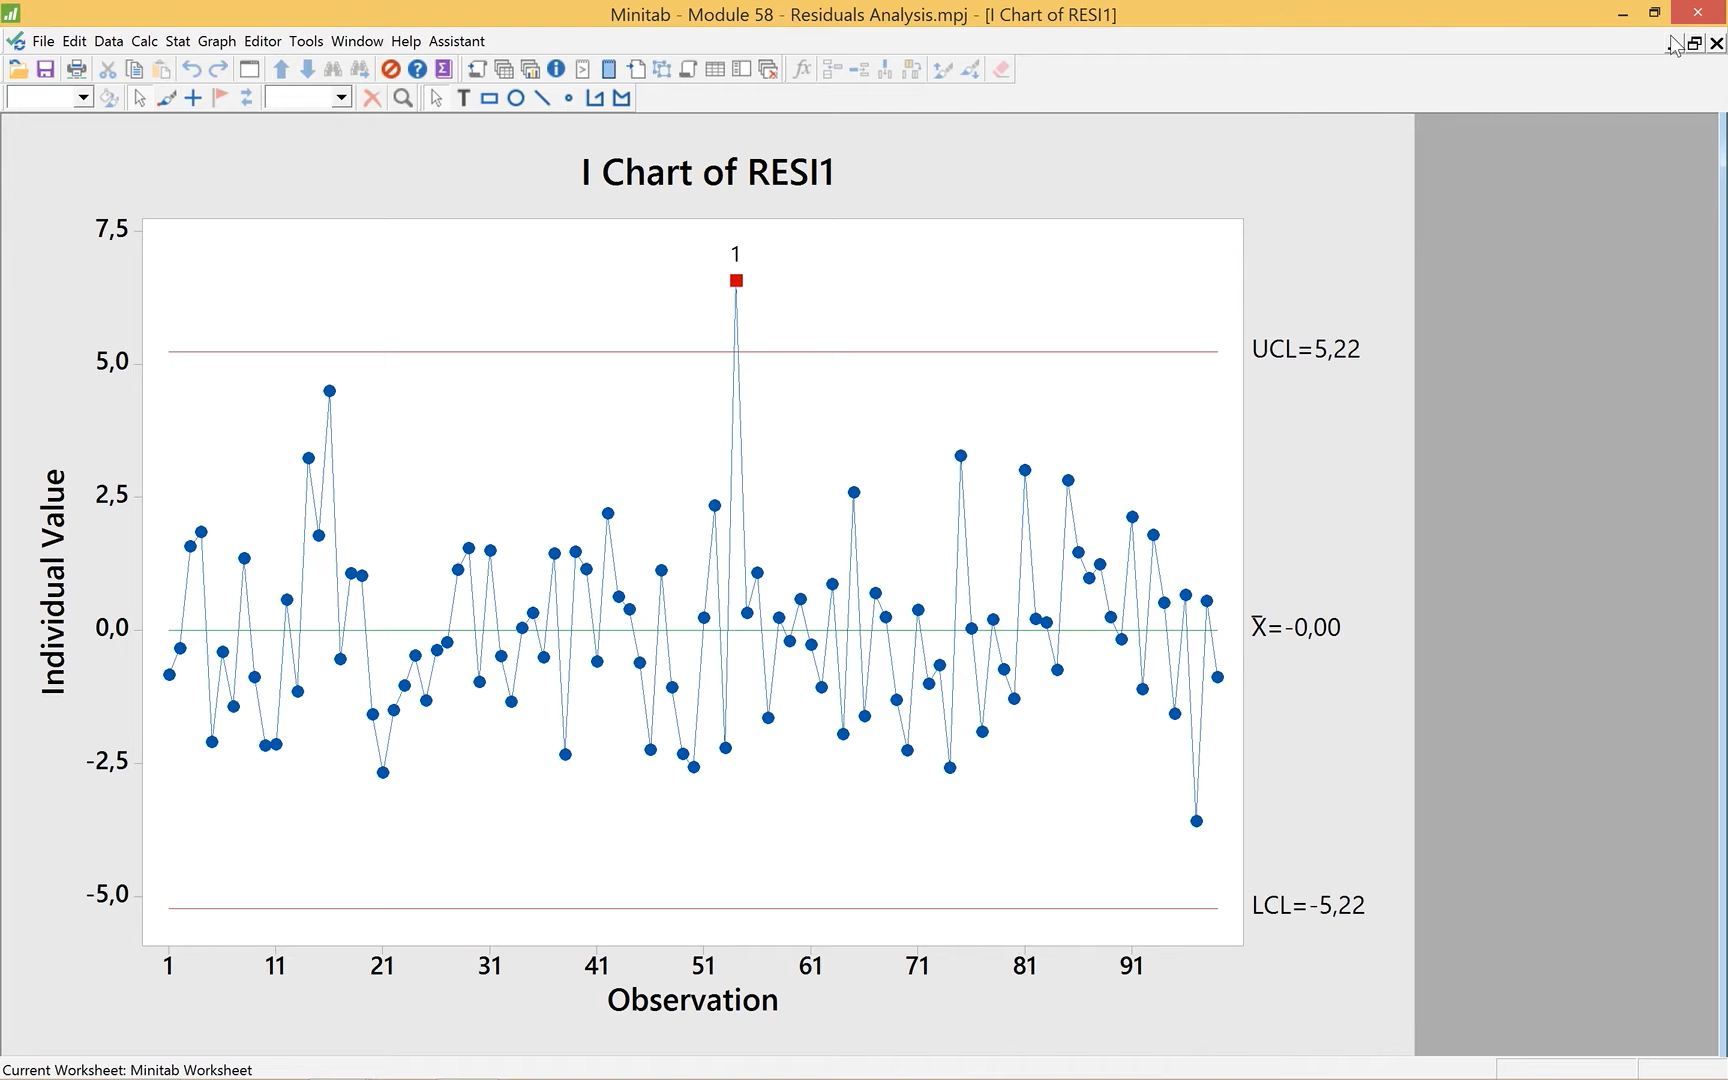 Minitab - Module 58 - Residuals Analysis.mpj - [I Chart of RESI1]
File Edit Data Calc Stat Graph Editor Tools Window Help Assistant
I Chart of RESI1
7,5
5,0
2,5
0,0
-2,5
-5,0
Individual Value
1
UCL=5,22
X̄=-0,00
LCL=-5,22
1 11 21 31 41 51 61 71 81 91
Observation
Current Worksheet: Minitab Worksheet